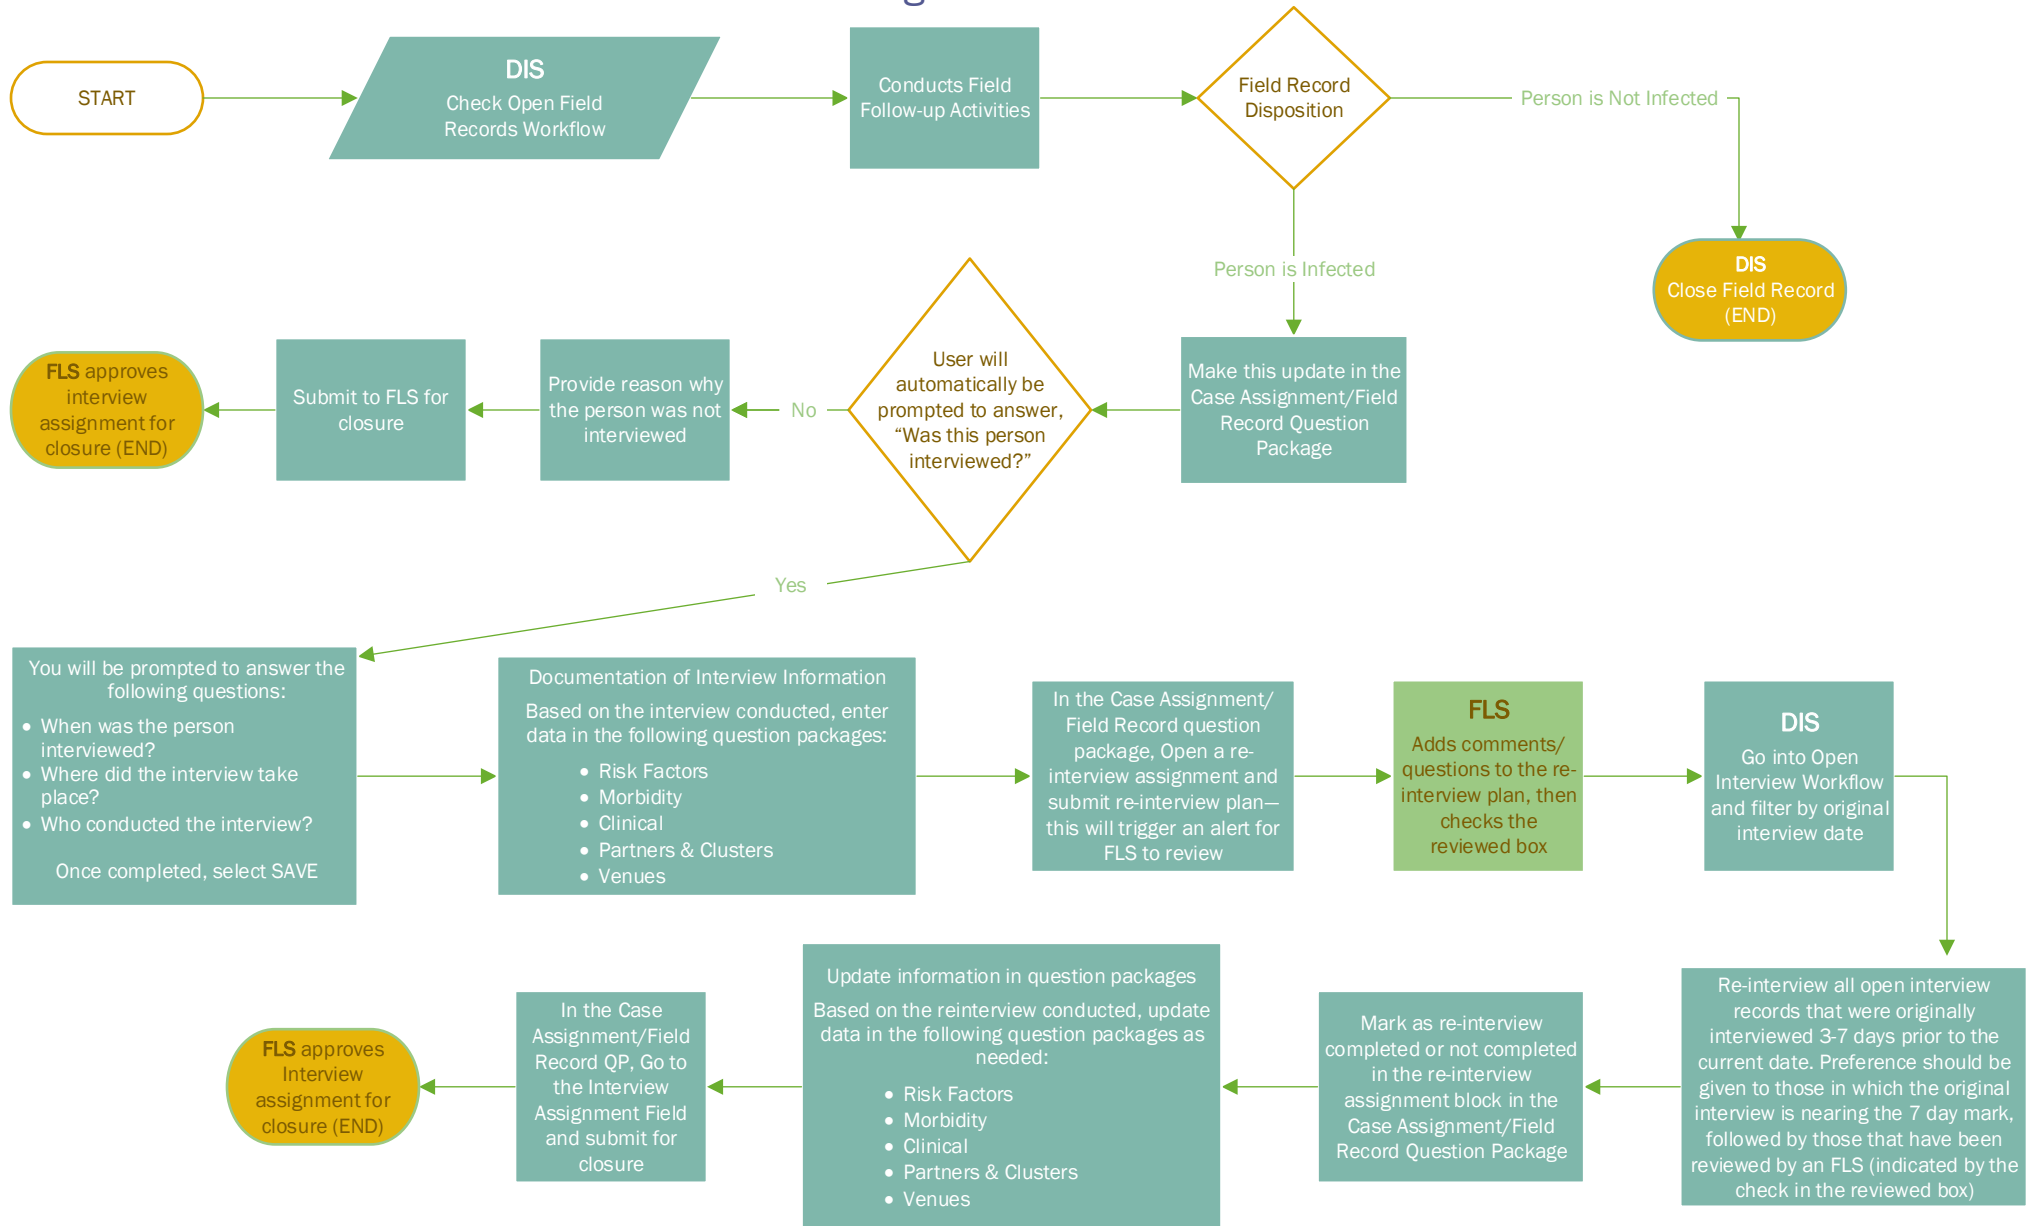 START
DIS
Check Open Field
Records Workflow
Conducts Field
Follow-up Activities
Field Record
Disposition
Person is Not Infected
DIS
Close Field Record
(END)
Person is Infected
Make this update in the
Case Assignment/Field
Record Question
Package
User will
automatically be
prompted to answer,
“Was this person
interviewed?”
No
Provide reason why
the person was not
interviewed
Submit to FLS for
closure
FLS approves
interview
assignment for
closure (END)
Yes
You will be prompted to answer the
following questions:
• When was the person
interviewed?
• Where did the interview take
place?
• Who conducted the interview?
Once completed, select SAVE
Documentation of Interview Information
Based on the interview conducted, enter
data in the following question packages:
• Risk Factors
• Morbidity
• Clinical
• Partners & Clusters
• Venues
In the Case Assignment/
Field Record question
package, Open a re-
interview assignment and
submit re-interview plan—
this will trigger an alert for
FLS to review
FLS
Adds comments/
questions to the re-
interview plan, then
checks the
reviewed box
DIS
Go into Open
Interview Workflow
and filter by original
interview date
Re-interview all open interview
records that were originally
interviewed 3-7 days prior to the
current date. Preference should be
given to those in which the original
interview is nearing the 7 day mark,
followed by those that have been
reviewed by an FLS (indicated by the
check in the reviewed box)
Mark as re-interview
completed or not completed
in the re-interview
assignment block in the
Case Assignment/Field
Record Question Package
Update information in question packages
Based on the reinterview conducted, update
data in the following question packages as
needed:
• Risk Factors
• Morbidity
• Clinical
• Partners & Clusters
• Venues
In the Case
Assignment/Field
Record QP, Go to
the Interview
Assignment Field
and submit for
closure
FLS approves
Interview
assignment for
closure (END)